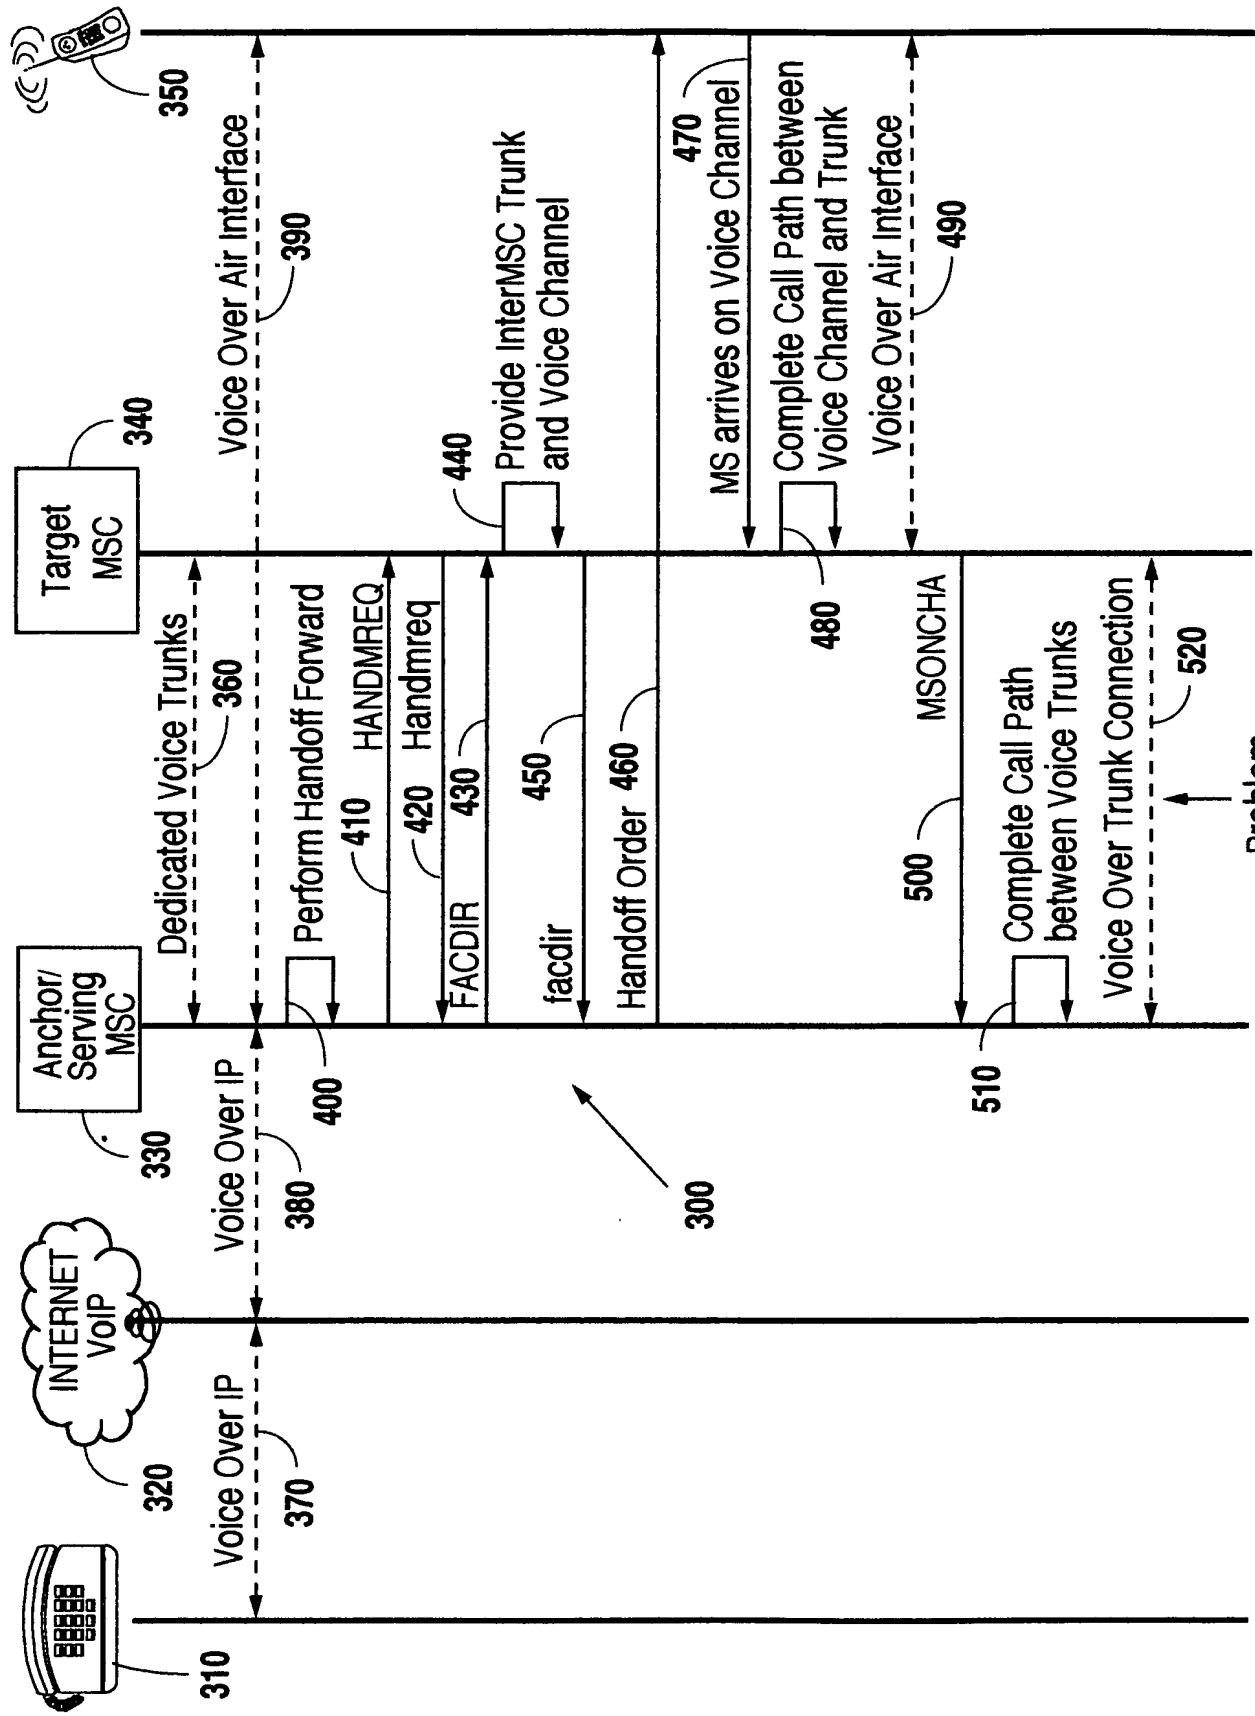 310
INTERNET
VoIP
320
Anchor/
Serving
MSC
330
Target
MSC
340
350
Dedicated Voice Trunks
360
Voice Over IP
370
Voice Over IP
380
Voice Over Air Interface
390
Perform Handoff Forward
400
HANDMREQ
410
Handmreq
420
FACDIR
430
Provide InterMSC Trunk
and Voice Channel
440
facdir
450
Handoff Order
460
300
MS arrives on Voice Channel
470
Complete Call Path between
Voice Channel and Trunk
480
Voice Over Air Interface
490
MSONCHA
500
Complete Call Path
between Voice Trunks
510
Voice Over Trunk Connection
520